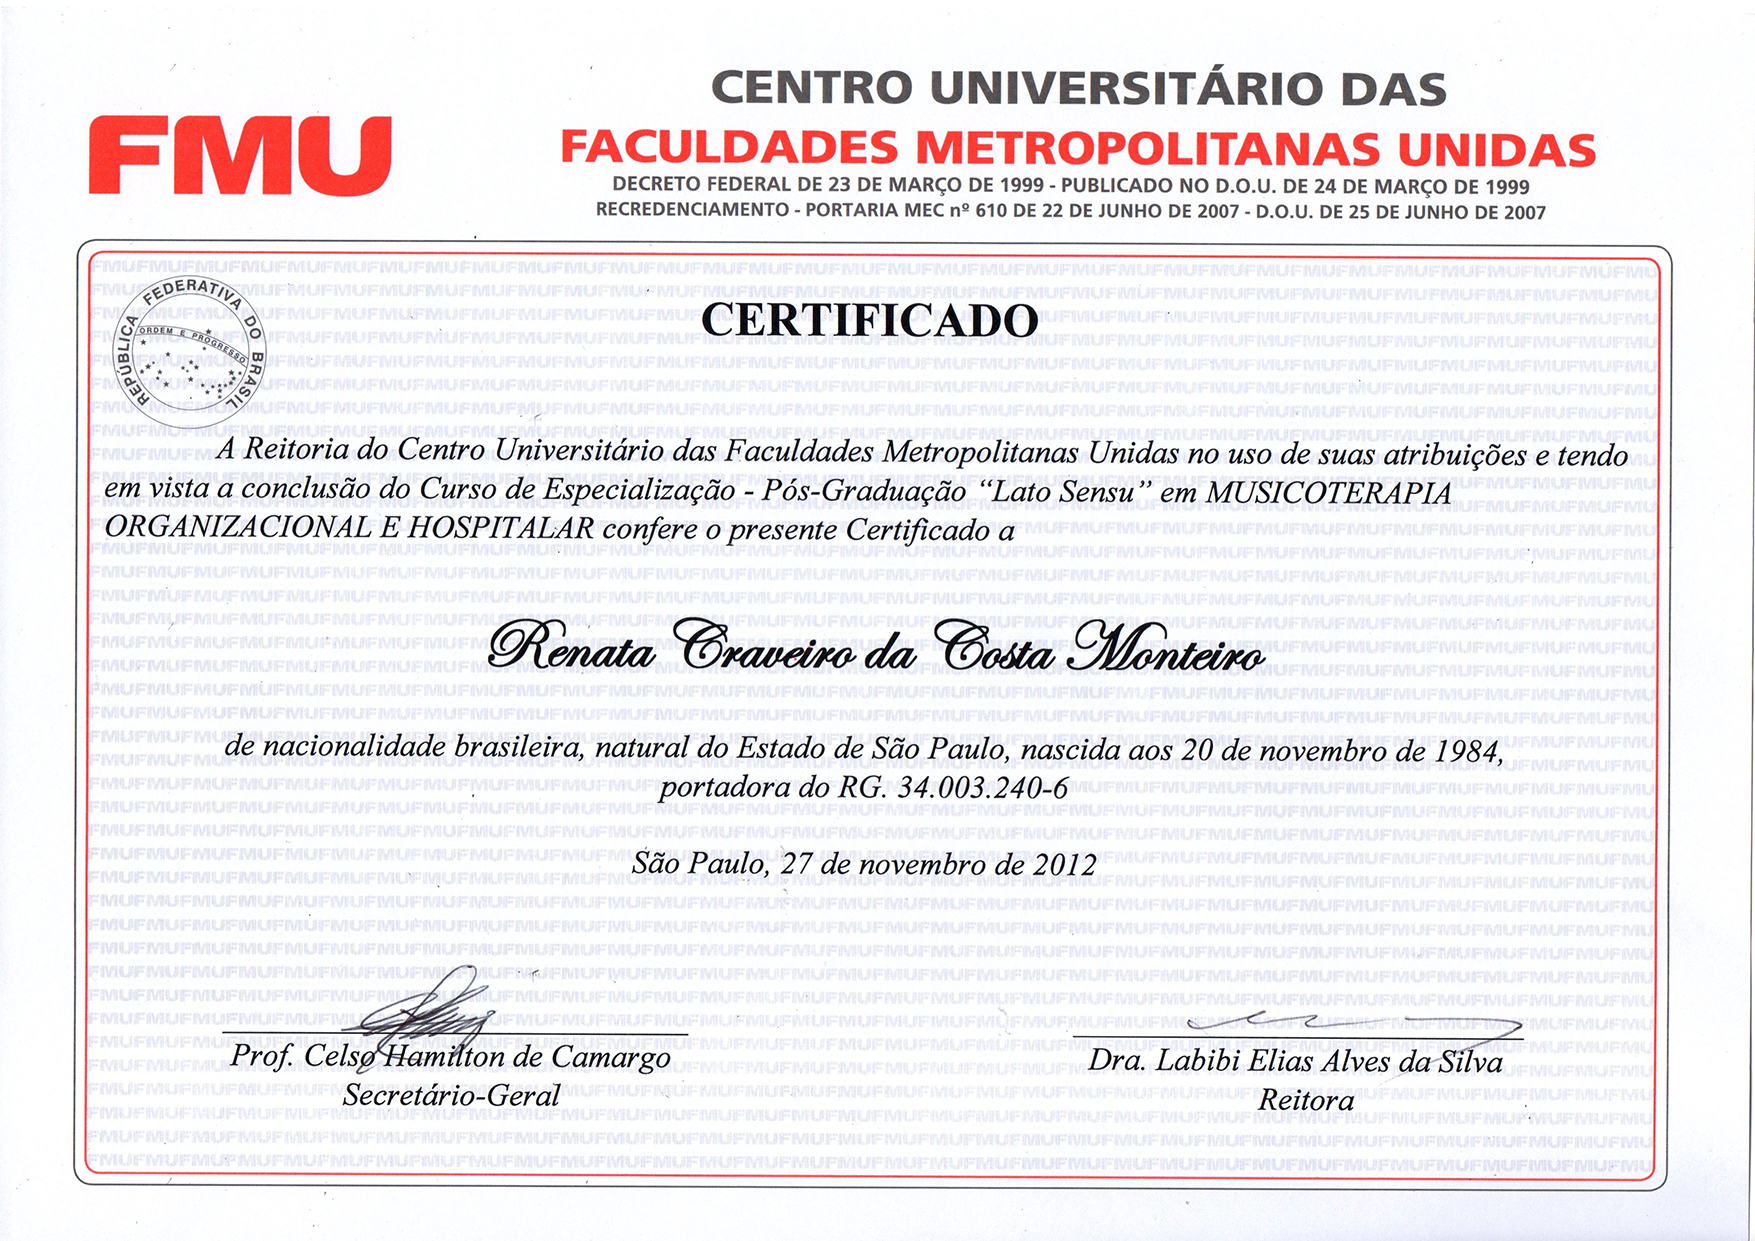 FMU
CENTRO UNIVERSITÁRIO DAS
FACULDADES METROPOLITANAS UNIDAS
DECRETO FEDERAL DE 23 DE MARÇO DE 1999 - PUBLICADO NO D.O.U. DE 24 DE MARÇO DE 1999
RECREDENCIAMENTO - PORTARIA MEC nº 610 DE 22 DE JUNHO DE 2007 - D.O.U. DE 25 DE JUNHO DE 2007
REPUBLICA FEDERATIVA DO BRASIL
ORDEM E PROGRESSO
CERTIFICADO
A Reitoria do Centro Universitário das Faculdades Metropolitanas Unidas no uso de suas atribuições e tendo
em vista a conclusão do Curso de Especialização - Pós-Graduação “Lato Sensu” em MUSICOTERAPIA
ORGANIZACIONAL E HOSPITALAR confere o presente Certificado a
Renata Craveiro da Costa Monteiro
de nacionalidade brasileira, natural do Estado de São Paulo, nascida aos 20 de novembro de 1984,
portadora do RG. 34.003.240-6
São Paulo, 27 de novembro de 2012
Prof. Celso Hamilton de Camargo
Secretário-Geral
Dra. Labibi Elias Alves da Silva
Reitora